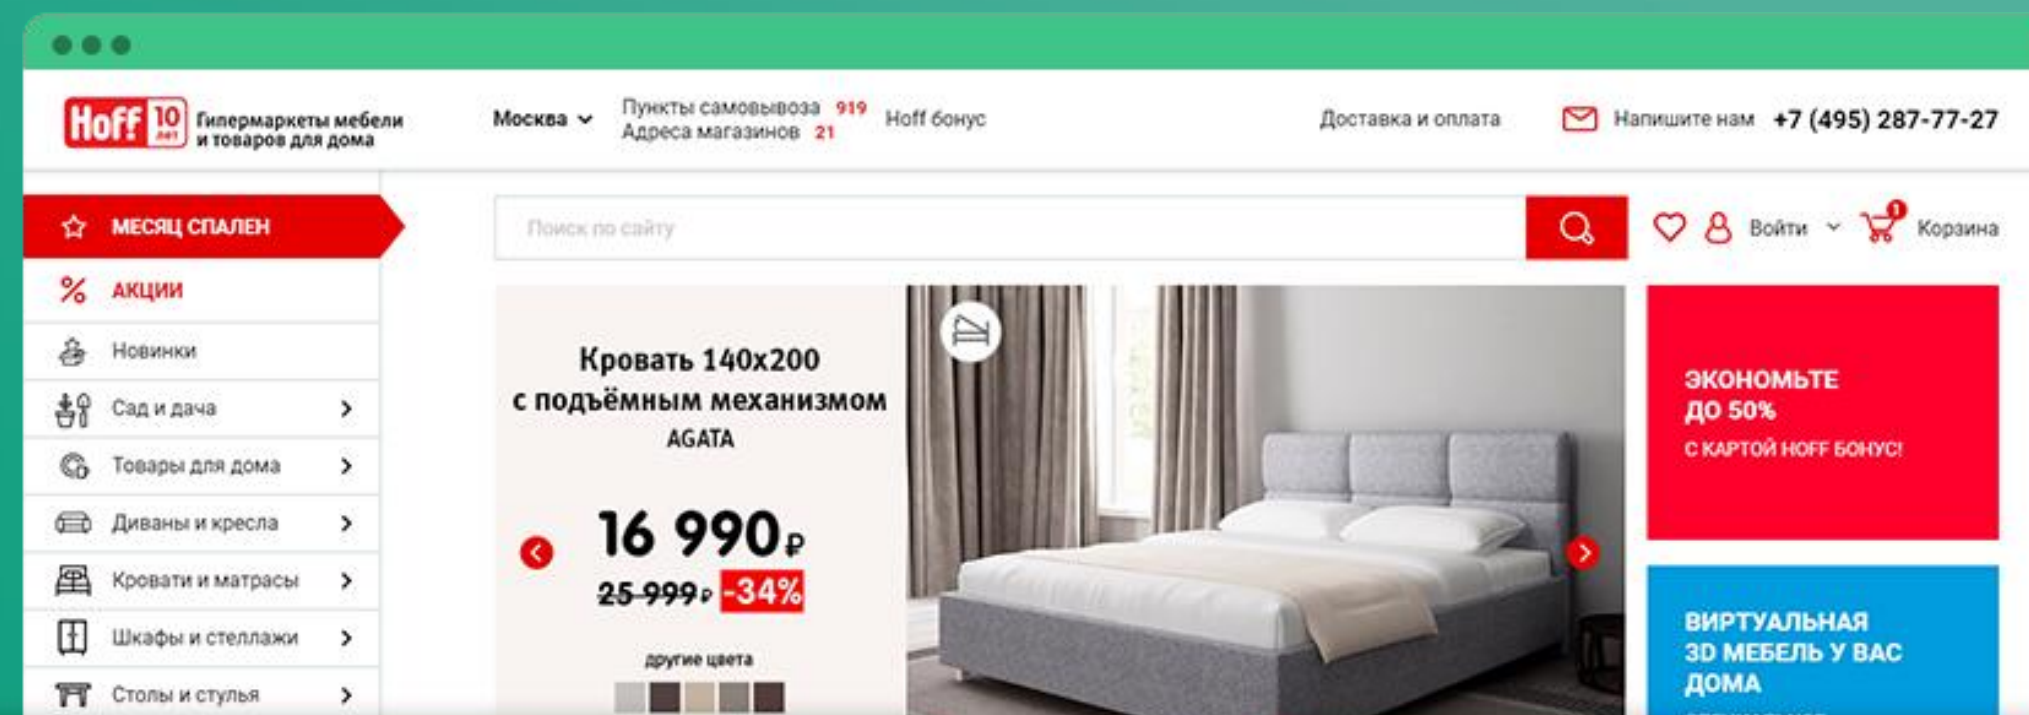 Hoff 10 лет
Гипермаркеты мебели
и товаров для дома
Москва
Пункты самовывоза 919
Адреса магазинов 21
Hoff бонус
Доставка и оплата
Напишите нам
+7 (495) 287-77-27
МЕСЯЦ СПАЛЕН
АКЦИИ
Новинки
Сад и дача
Товары для дома
Диваны и кресла
Кровати и матрасы
Шкафы и стеллажи
Столы и стулья
Поиск по сайту
Войти
1
Корзина
Кровать 140x200
с подъёмным механизмом
AGATA
16 990₽
25 999₽ -34%
другие цвета
ЭКОНОМЬТЕ
ДО 50%
С КАРТОЙ HOFF БОНУС!
ВИРТУАЛЬНАЯ
3D МЕБЕЛЬ У ВАС
ДОМА